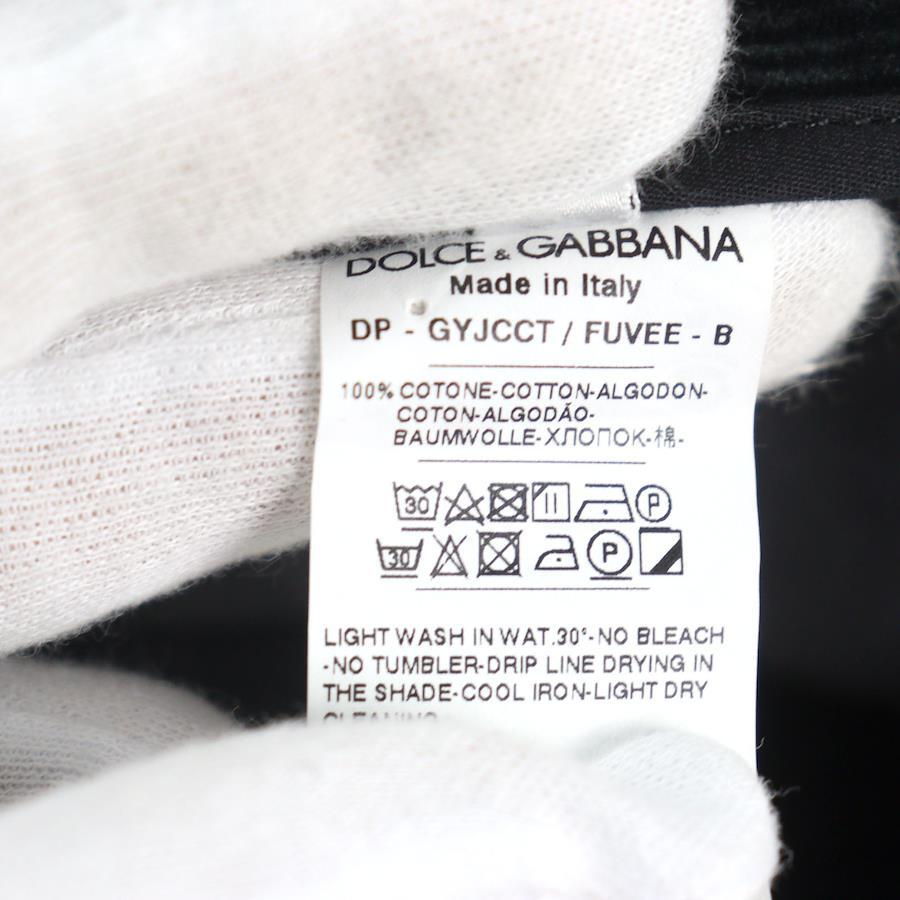 DOLCE & GABBANA
Made in Italy
DP - GYJCCT / FUVEE - B
100% COTONE-COTTON-ALGODON-
COTON-ALGODÃO-
BAUMWOLLE-ХЛОПОК-棉-
30 P
30 P
LIGHT WASH IN WAT.30°-NO BLEACH
-NO TUMBLER-DRIP LINE DRYING IN
THE SHADE-COOL IRON-LIGHT DRY
CLEANING